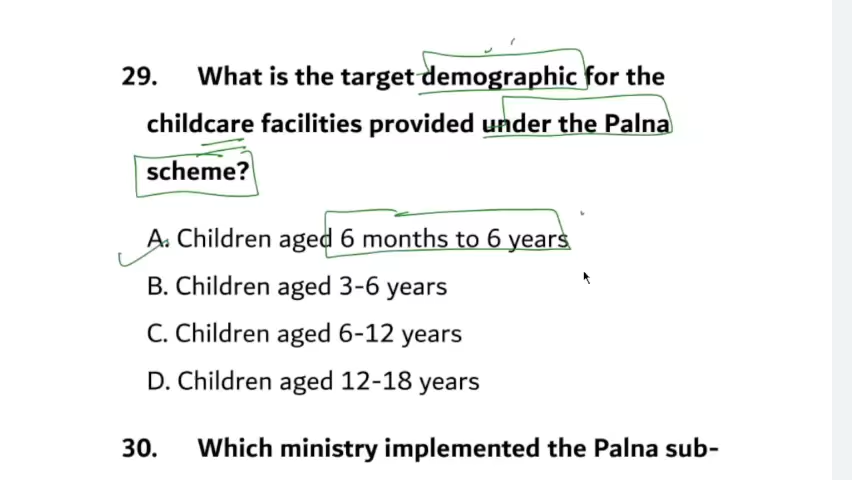 29. What is the target demographic for the
childcare facilities provided under the Palna
scheme?
A. Children aged 6 months to 6 years
B. Children aged 3-6 years
C. Children aged 6-12 years
D. Children aged 12-18 years
30. Which ministry implemented the Palna sub-